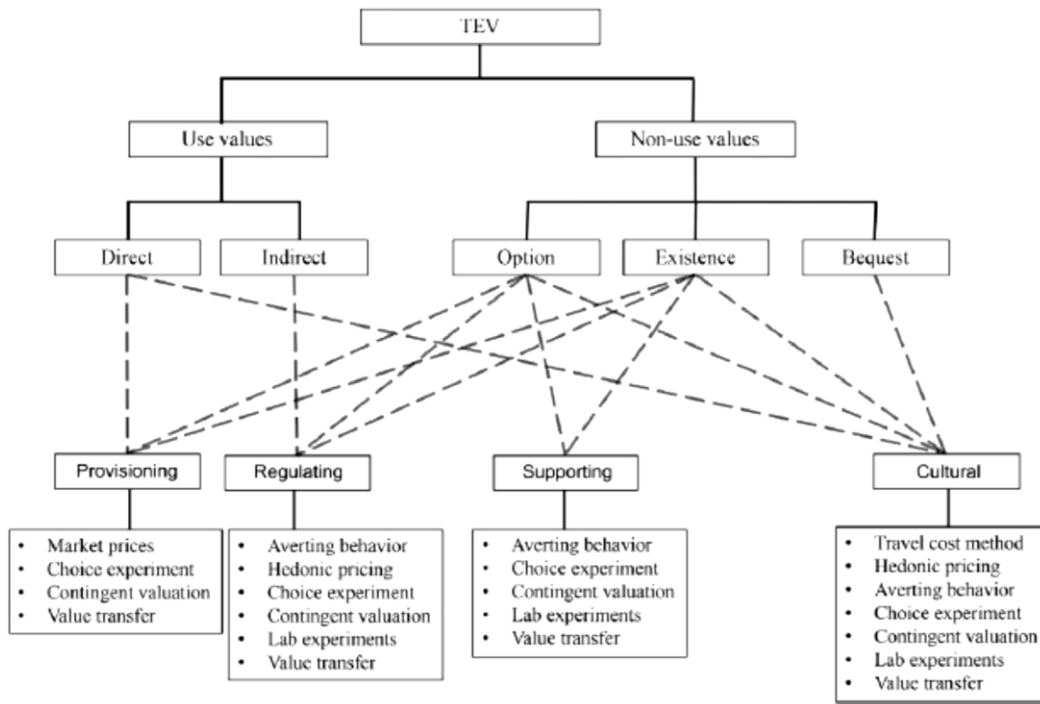 TEV
Use values
Non-use values
Direct
Indirect
Option
Existence
Bequest
Provisioning
Regulating
Supporting
Cultural
• Market prices
• Choice experiment
• Contingent valuation
• Value transfer
• Averting behavior
• Hedonic pricing
• Choice experiment
• Contingent valuation
• Lab experiments
• Value transfer
• Averting behavior
• Choice experiment
• Contingent valuation
• Lab experiments
• Value transfer
• Travel cost method
• Hedonic pricing
• Averting behavior
• Choice experiment
• Contingent valuation
• Lab experiments
• Value transfer